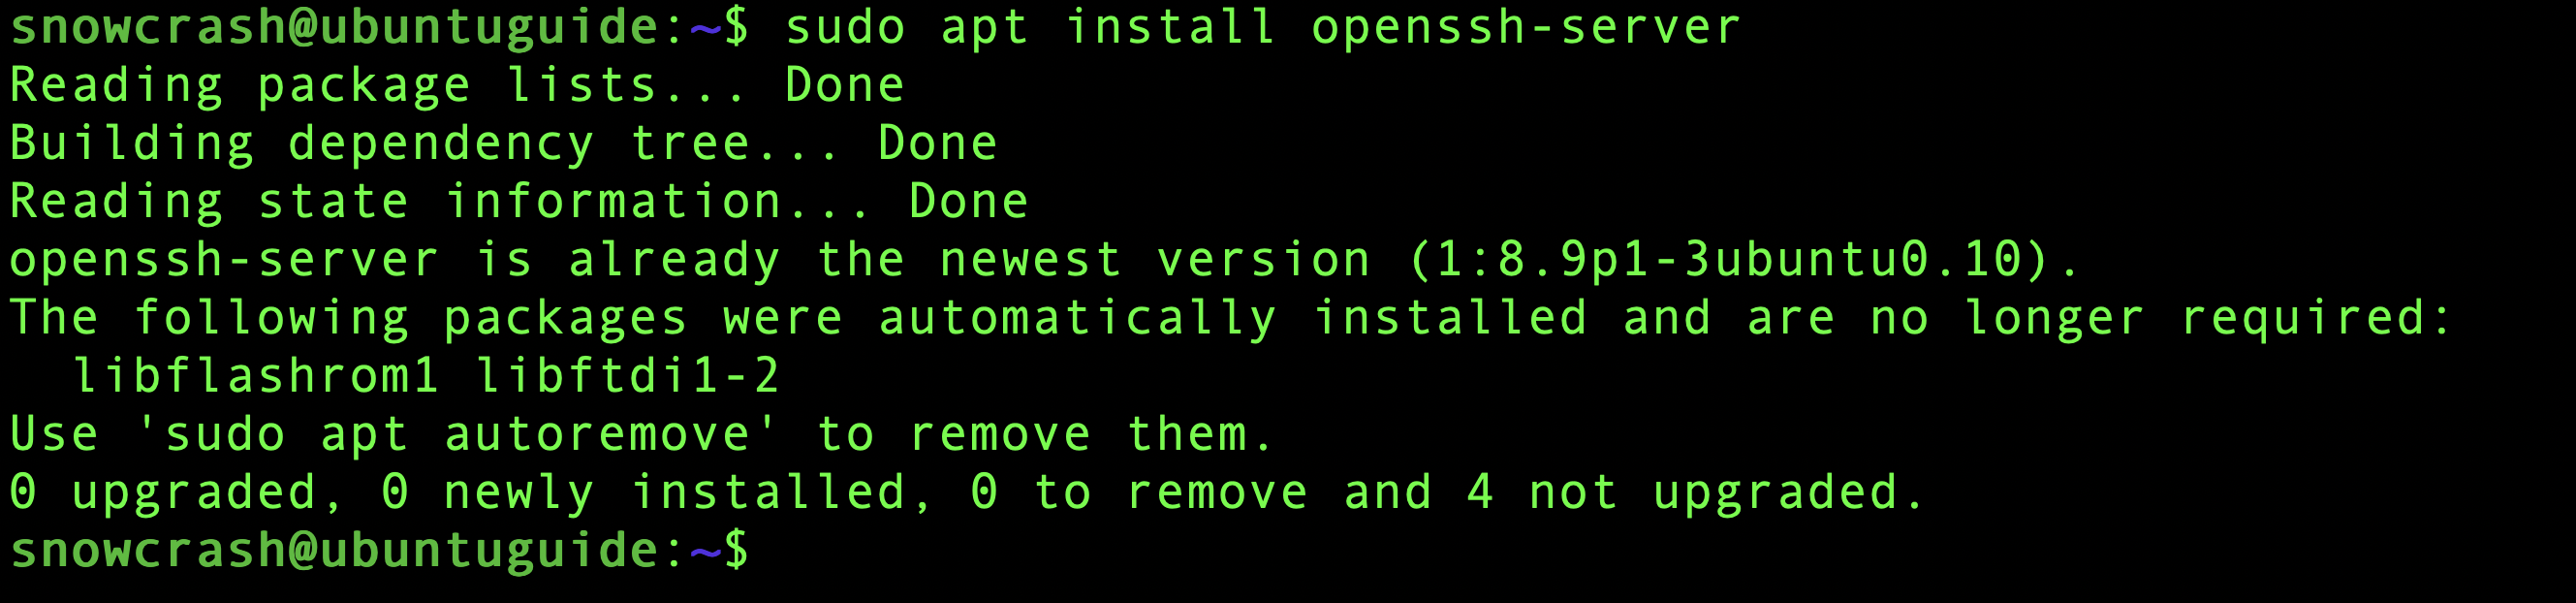 snowcrash@ubuntuguide:~$ sudo apt install openssh-server
Reading package lists... Done
Building dependency tree... Done
Reading state information... Done
openssh-server is already the newest version (1:8.9p1-3ubuntu0.10).
The following packages were automatically installed and are no longer required:
  libflashrom1 libftdi1-2
Use 'sudo apt autoremove' to remove them.
0 upgraded, 0 newly installed, 0 to remove and 4 not upgraded.
snowcrash@ubuntuguide:~$